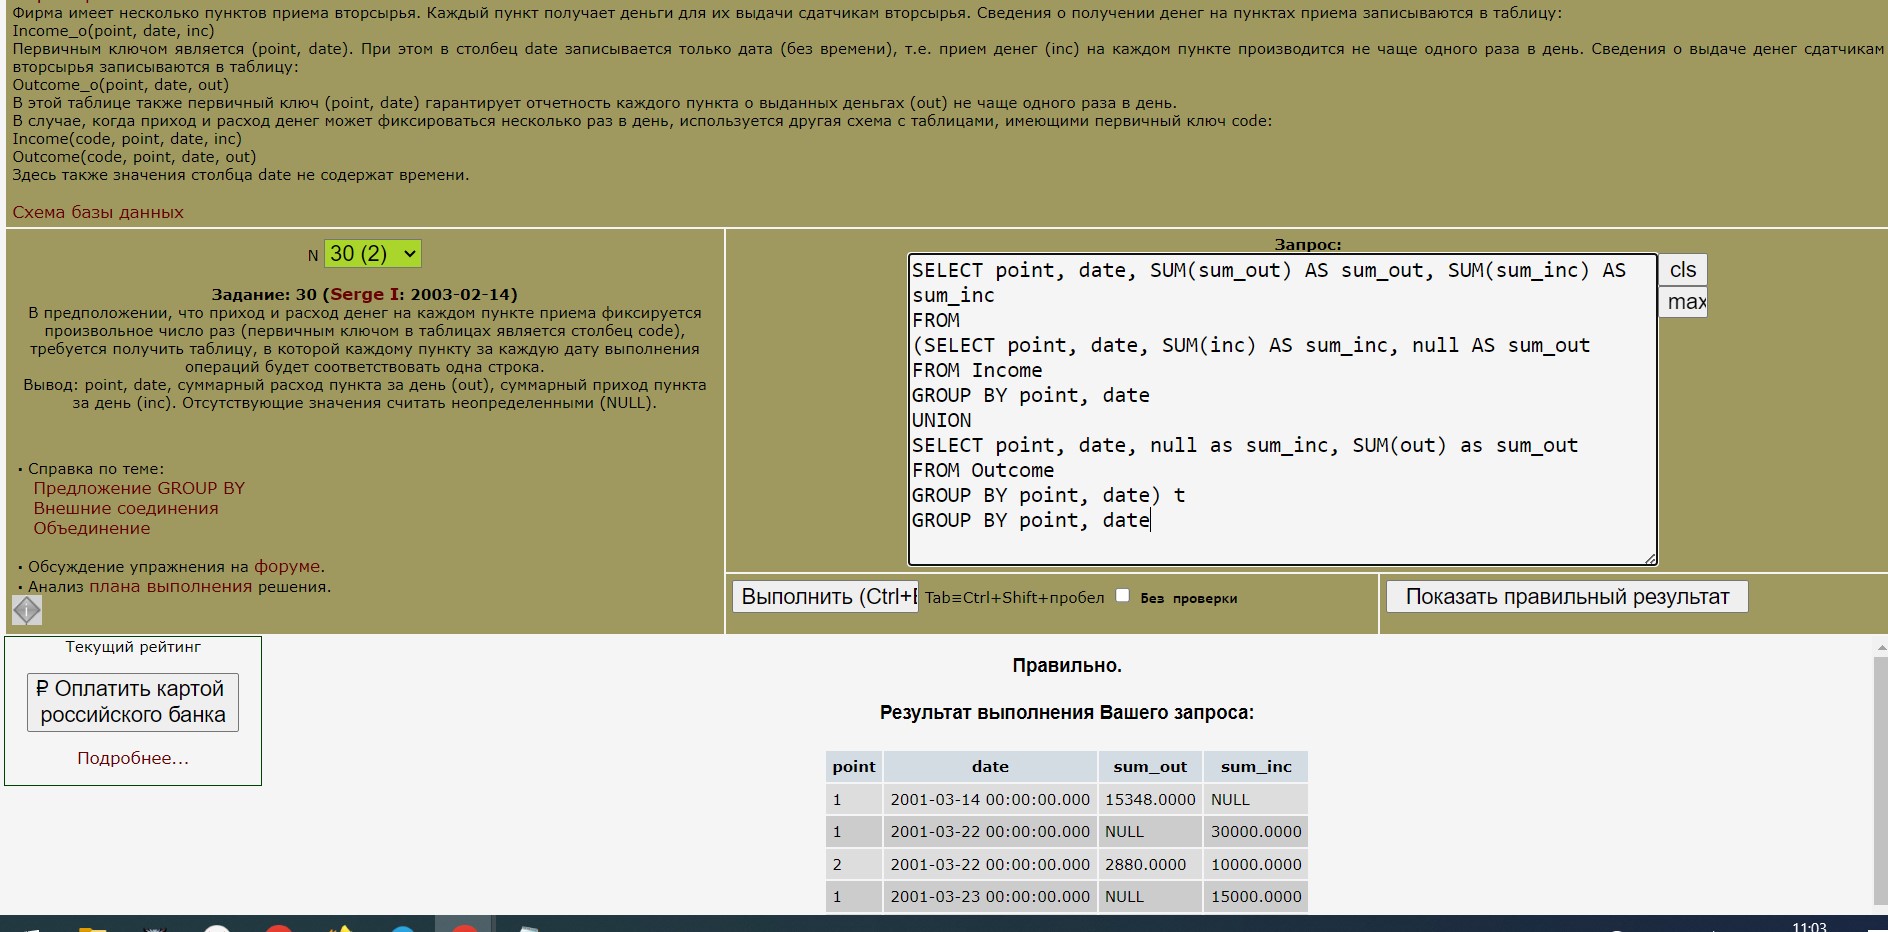 Фирма имеет несколько пунктов приема вторсырья. Каждый пункт получает деньги для их выдачи сдатчикам вторсырья. Сведения о получении денег на пунктах приема записываются в таблицу:
Income_o(point, date, inc)
Первичным ключом является (point, date). При этом в столбец date записывается только дата (без времени), т.е. прием денег (inc) на каждом пункте производится не чаще одного раза в день. Сведения о выдаче денег сдатчикам
вторсырья записываются в таблицу:
Outcome_o(point, date, out)
В этой таблице также первичный ключ (point, date) гарантирует отчетность каждого пункта о выданных деньгах (out) не чаще одного раза в день.
В случае, когда приход и расход денег может фиксироваться несколько раз в день, используется другая схема с таблицами, имеющими первичный ключ code:
Income(code, point, date, inc)
Outcome(code, point, date, out)
Здесь также значения столбца date не содержат времени.
Схема базы данных
N 30 (2)
Задание: 30 (Serge I: 2003-02-14)
В предположении, что приход и расход денег на каждом пункте приема фиксируется
произвольное число раз (первичным ключом в таблицах является столбец code),
требуется получить таблицу, в которой каждому пункту за каждую дату выполнения
операций будет соответствовать одна строка.
Вывод: point, date, суммарный расход пункта за день (out), суммарный приход пункта
за день (inc). Отсутствующие значения считать неопределенными (NULL).
· Справка по теме:
Предложение GROUP BY
Внешние соединения
Объединение
· Обсуждение упражнения на форуме.
· Анализ плана выполнения решения.
Запрос:
SELECT point, date, SUM(sum_out) AS sum_out, SUM(sum_inc) AS
sum_inc
FROM
(SELECT point, date, SUM(inc) AS sum_inc, null AS sum_out
FROM Income
GROUP BY point, date
UNION
SELECT point, date, null as sum_inc, SUM(out) as sum_out
FROM Outcome
GROUP BY point, date) t
GROUP BY point, date
cls
max
Выполнить (Ctrl+E Tab≡Ctrl+Shift+пробел Без проверки
Показать правильный результат
Текущий рейтинг
₽ Оплатить картой
российского банка
Подробнее...
Правильно.
Результат выполнения Вашего запроса:
point date sum_out sum_inc
1 2001-03-14 00:00:00.000 15348.0000 NULL
1 2001-03-22 00:00:00.000 NULL 30000.0000
2 2001-03-22 00:00:00.000 2880.0000 10000.0000
1 2001-03-23 00:00:00.000 NULL 15000.0000
11:03